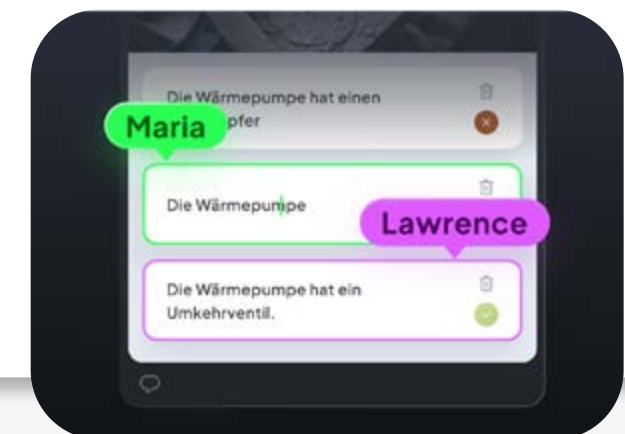 Die Wärmepumpe hat einen
Maria
pfer
Die Wärmepumpe
Lawrence
Die Wärmepumpe hat ein
Umkehrventil.